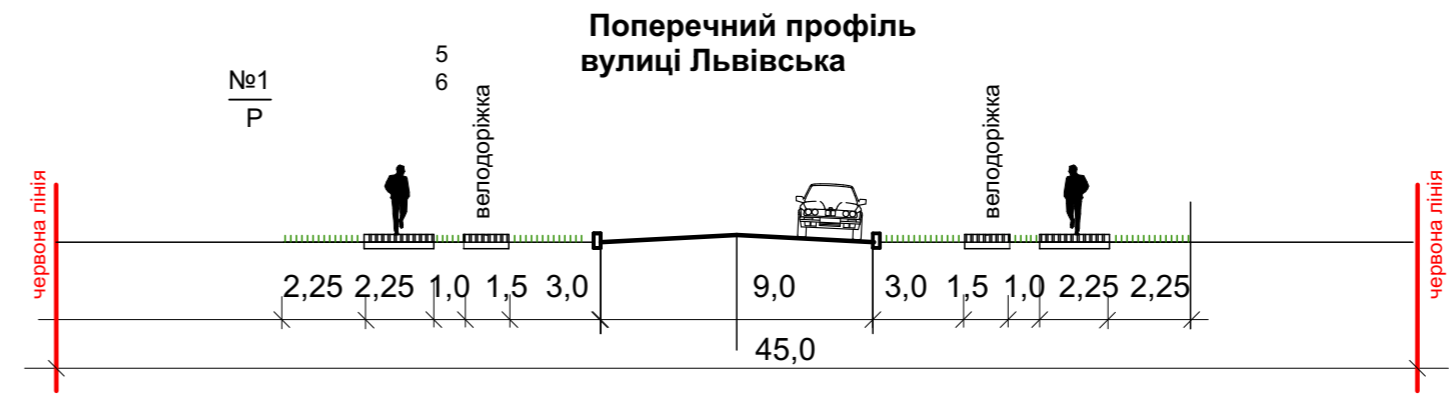 Поперечний профіль
вулиці Львівська
5
6
№1
Р
велодоріжка
велодоріжка
червона лінія
червона лінія
2,25 2,25 1,0 1,5 3,0 9,0 3,0 1,5 1,0 2,25 2,25
45,0